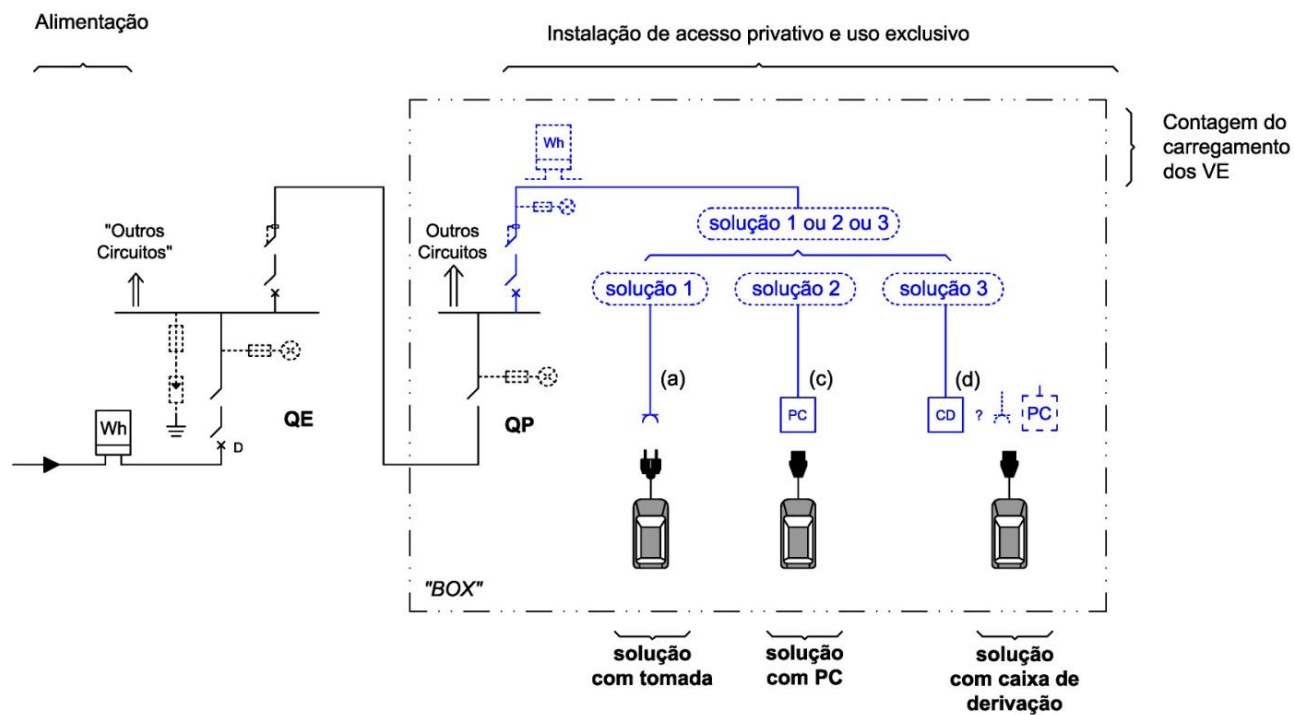 Alimentação
Instalação de acesso privativo e uso exclusivo
Contagem do
carregamento
dos VE
Wh
"Outros
Circuitos"
Outros
Circuitos
solução 1 ou 2 ou 3
solução 1
solução 2
solução 3
(a)
(c)
(d)
QE
QP
PC
CD
?
PC
Wh
D
"BOX"
solução
com tomada
solução
com PC
solução
com caixa de
derivação